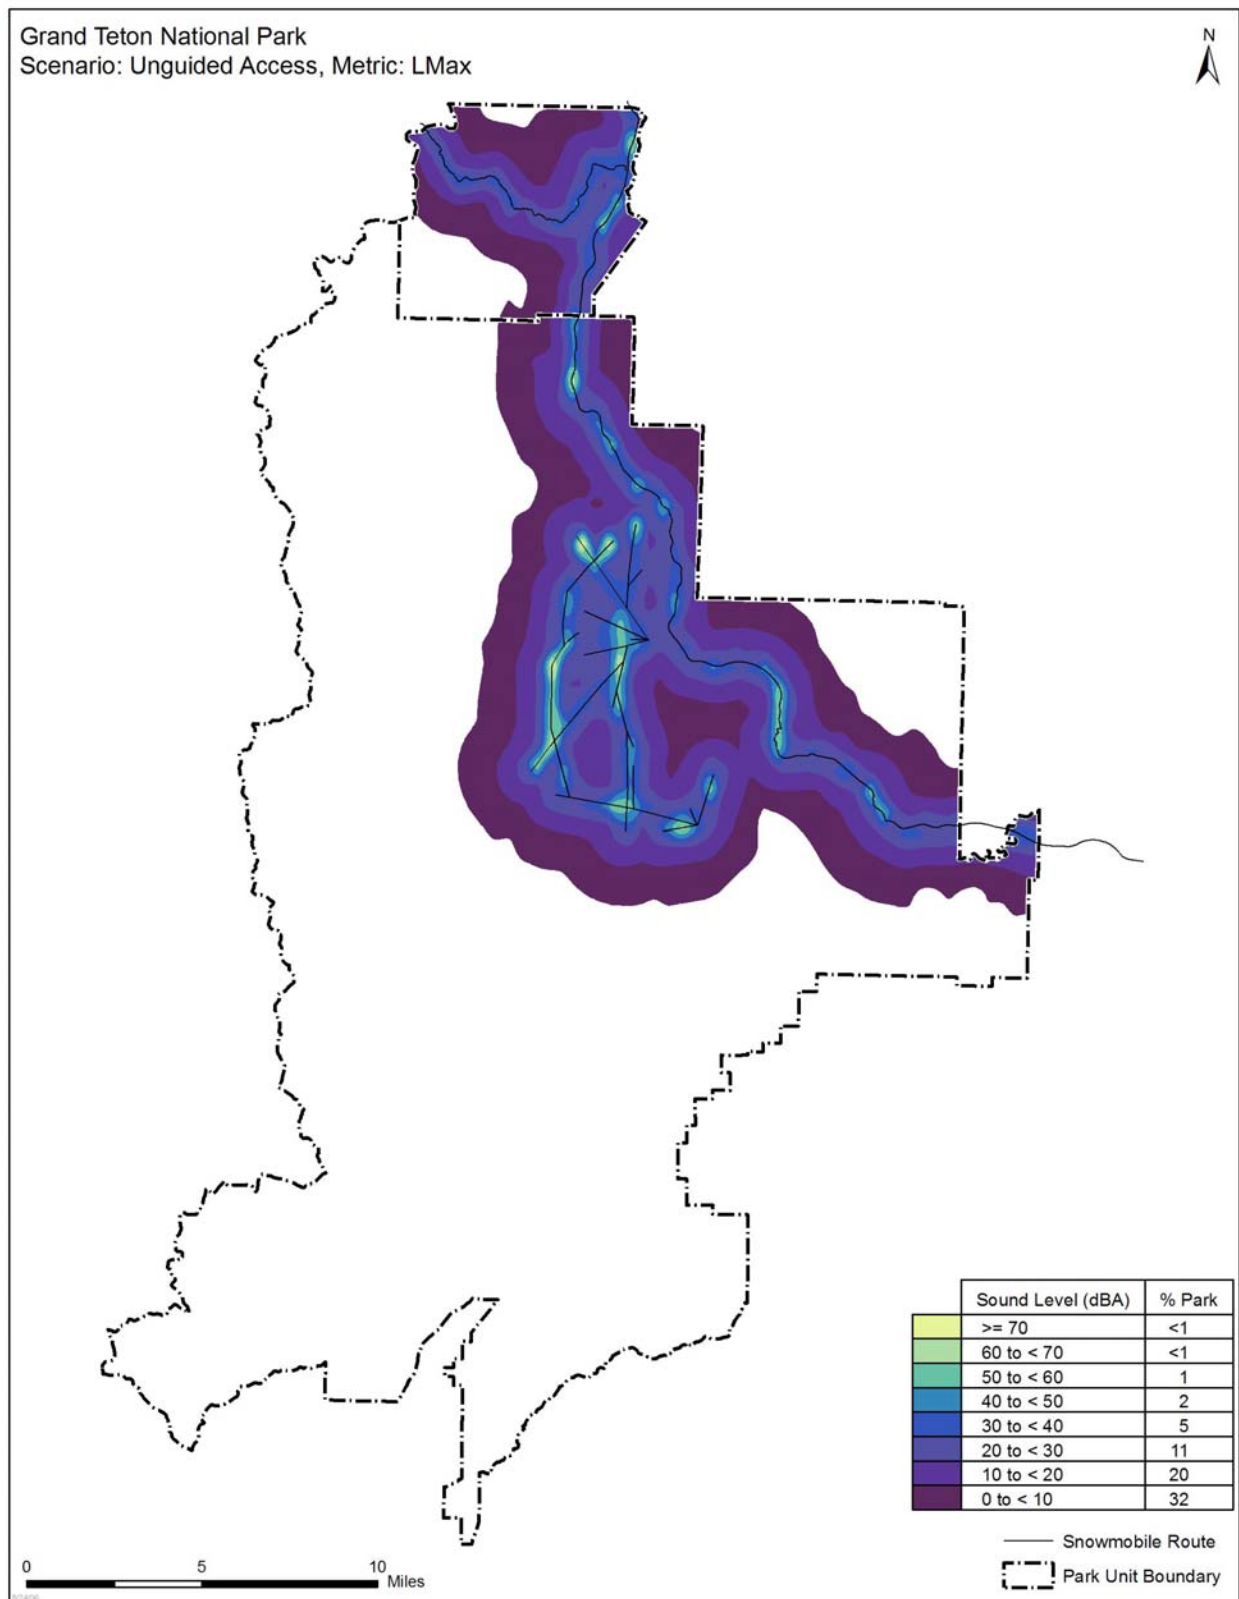 Grand Teton National Park
Scenario: Unguided Access, Metric: LMax
N
Sound Level (dBA) % Park
>= 70 <1
60 to < 70 <1
50 to < 60 1
40 to < 50 2
30 to < 40 5
20 to < 30 11
10 to < 20 20
0 to < 10 32
Snowmobile Route
Park Unit Boundary
0 5 10
Miles